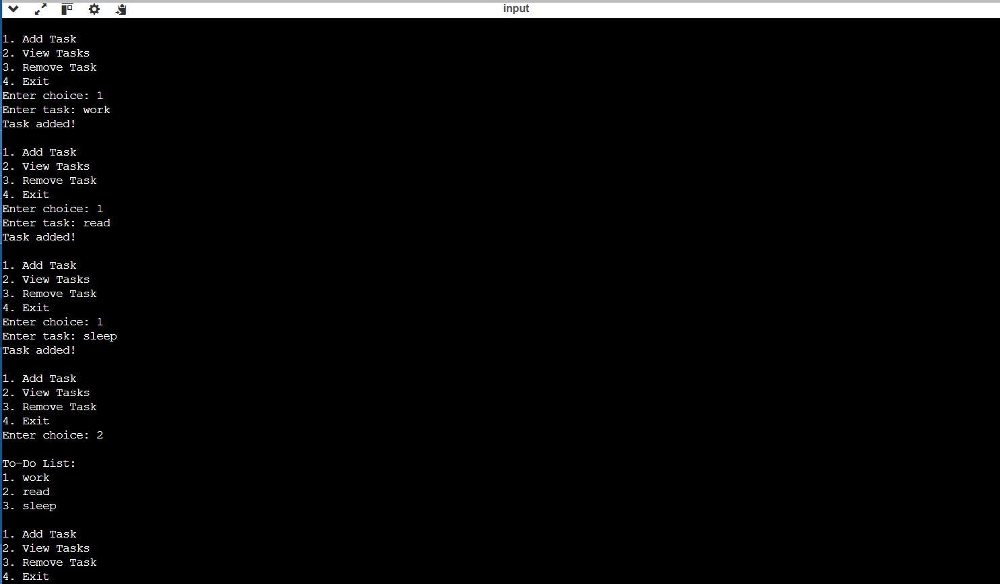 input
1. Add Task
2. View Tasks
3. Remove Task
4. Exit
Enter choice: 1
Enter task: work
Task added!
1. Add Task
2. View Tasks
3. Remove Task
4. Exit
Enter choice: 1
Enter task: read
Task added!
1. Add Task
2. View Tasks
3. Remove Task
4. Exit
Enter choice: 1
Enter task: sleep
Task added!
1. Add Task
2. View Tasks
3. Remove Task
4. Exit
Enter choice: 2
To-Do List:
1. work
2. read
3. sleep
1. Add Task
2. View Tasks
3. Remove Task
4. Exit